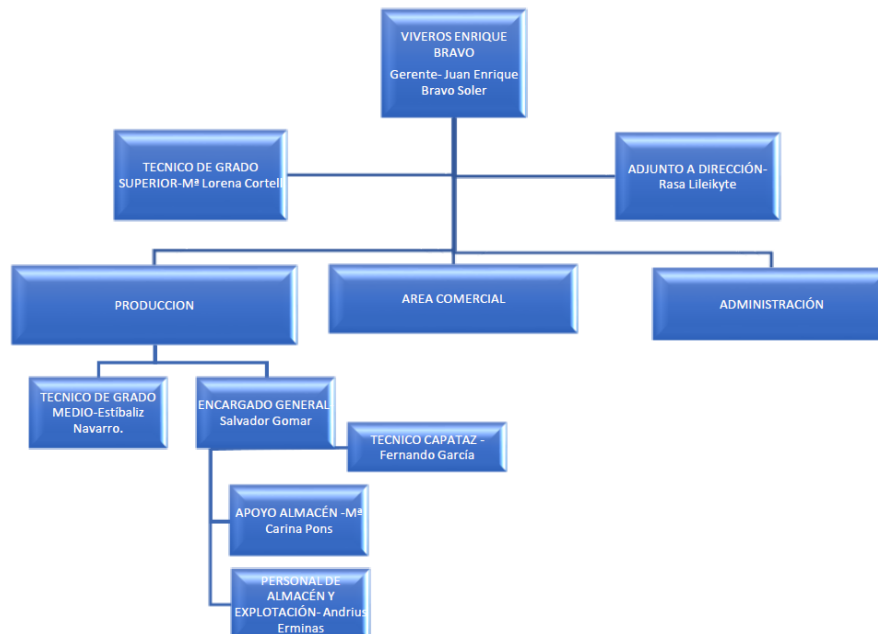 VIVEROS ENRIQUE
BRAVO
Gerente- Juan Enrique
Bravo Soler
TECNICO DE GRADO
SUPERIOR-Mª Lorena Cortell
ADJUNTO A DIRECCIÓN-
Rasa Lileikyte
PRODUCCION
AREA COMERCIAL
ADMINISTRACIÓN
TECNICO DE GRADO
MEDIO-Estíbaliz
Navarro.
ENCARGADO GENERAL-
Salvador Gomar
TECNICO CAPATAZ -
Fernando García
APOYO ALMACÉN -Mª
Carina Pons
PERSONAL DE
ALMACÉN Y
EXPLOTACIÓN- Andrius
Erminas